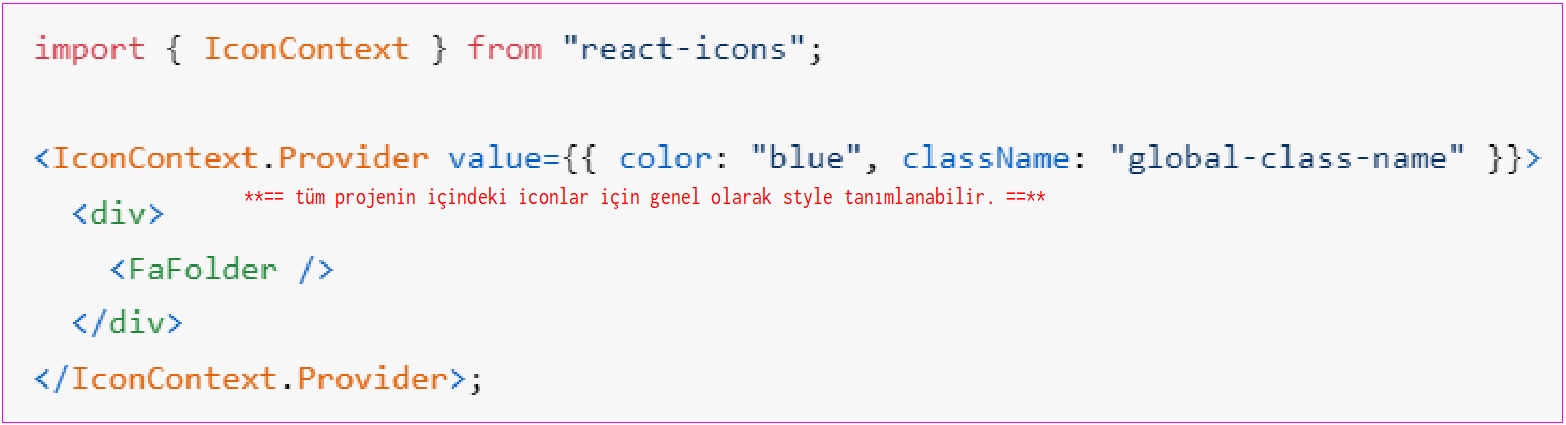 import { IconContext } from "react-icons";
<IconContext.Provider value={{ color: "blue", className: "global-class-name" }}>
**== tüm projenin içindeki iconlar için genel olarak style tanımlanabilir. ==**
<div>
<FaFolder />
</div>
</IconContext.Provider>;